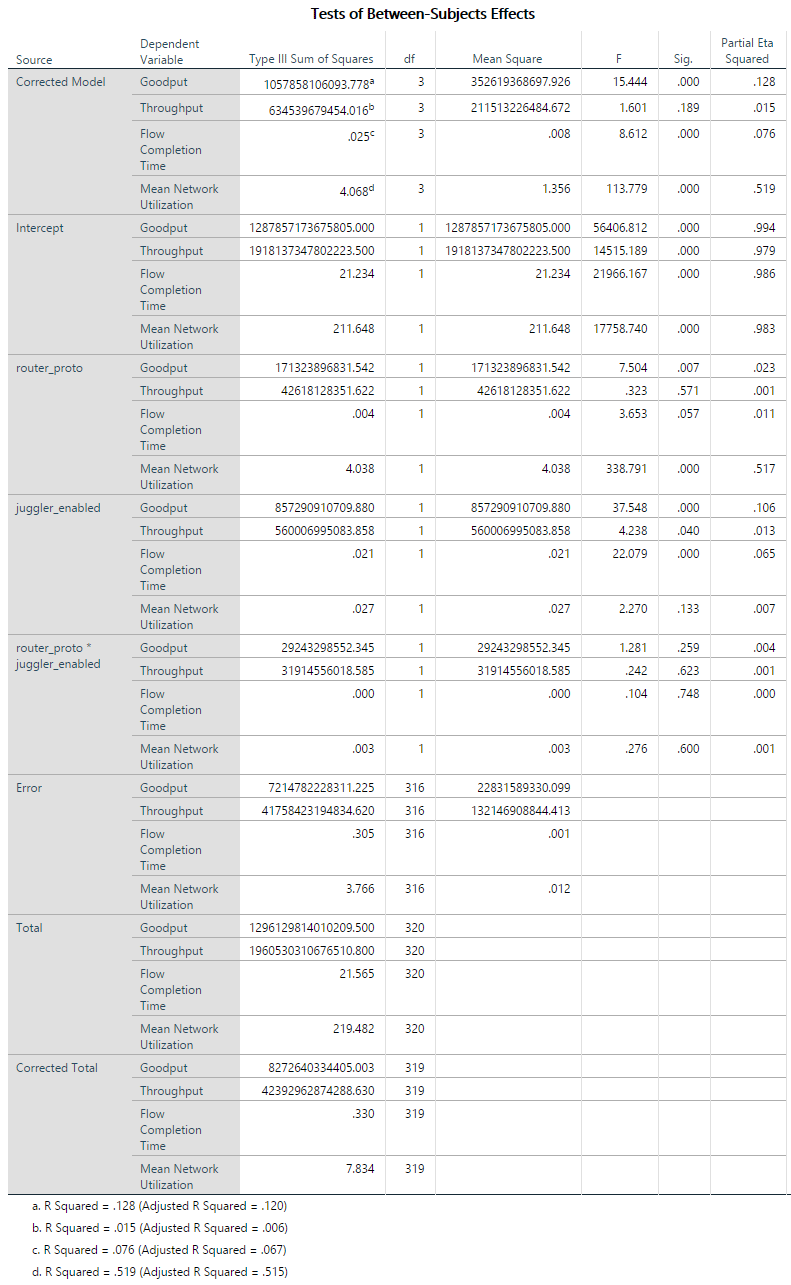 Tests of Between-Subjects Effects
Source Dependent Variable Type III Sum of Squares df Mean Square F Sig. Partial Eta Squared
Corrected Model Goodput 1057858106093.778a 3 352619368697.926 15.444 .000 .128
Throughput 634539679454.016b 3 211513226484.672 1.601 .189 .015
Flow Completion Time .025c 3 .008 8.612 .000 .076
Mean Network Utilization 4.068d 3 1.356 113.779 .000 .519
Intercept Goodput 1287857173675805.000 1 1287857173675805.000 56406.812 .000 .994
Throughput 1918137347802223.500 1 1918137347802223.500 14515.189 .000 .979
Flow Completion Time 21.234 1 21.234 21966.167 .000 .986
Mean Network Utilization 211.648 1 211.648 17758.740 .000 .983
router_proto Goodput 171323896831.542 1 171323896831.542 7.504 .007 .023
Throughput 42618128351.622 1 42618128351.622 .323 .571 .001
Flow Completion Time .004 1 .004 3.653 .057 .011
Mean Network Utilization 4.038 1 4.038 338.791 .000 .517
juggler_enabled Goodput 857290910709.880 1 857290910709.880 37.548 .000 .106
Throughput 560006995083.858 1 560006995083.858 4.238 .040 .013
Flow Completion Time .021 1 .021 22.079 .000 .065
Mean Network Utilization .027 1 .027 2.270 .133 .007
router_proto * juggler_enabled Goodput 29243298552.345 1 29243298552.345 1.281 .259 .004
Throughput 31914556018.585 1 31914556018.585 .242 .623 .001
Flow Completion Time .000 1 .000 .104 .748 .000
Mean Network Utilization .003 1 .003 .276 .600 .001
Error Goodput 7214782228311.225 316 22831589330.099
Throughput 41758423194834.620 316 132146908844.413
Flow Completion Time .305 316 .001
Mean Network Utilization 3.766 316 .012
Total Goodput 1296129814010209.500 320
Throughput 1960530310676510.800 320
Flow Completion Time 21.565 320
Mean Network Utilization 219.482 320
Corrected Total Goodput 8272640334405.003 319
Throughput 42392962874288.630 319
Flow Completion Time .330 319
Mean Network Utilization 7.834 319
a. R Squared = .128 (Adjusted R Squared = .120)
b. R Squared = .015 (Adjusted R Squared = .006)
c. R Squared = .076 (Adjusted R Squared = .067)
d. R Squared = .519 (Adjusted R Squared = .515)